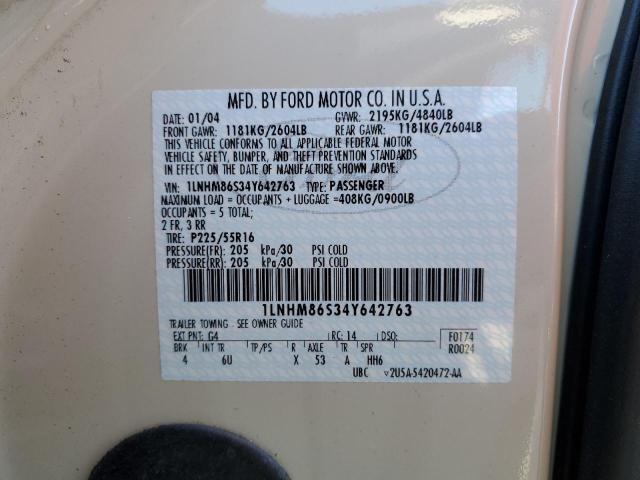 MFD. BY FORD MOTOR CO. IN U.S.A.
DATE: 01/04 GVWR: 2195KG/4840LB
FRONT GAWR: 1181KG/2604LB REAR GAWR: 1181KG/2604LB
THIS VEHICLE CONFORMS TO ALL APPLICABLE FEDERAL MOTOR
VEHICLE SAFETY, BUMPER, AND THEFT PREVENTION STANDARDS
IN EFFECT ON THE DATE OF MANUFACTURE SHOWN ABOVE.
VIN: 1LNHM86S34Y642763 TYPE: PASSENGER
MAXIMUM LOAD = OCCUPANTS + LUGGAGE =408KG/0900LB
OCCUPANTS = 5 TOTAL;
2 FR, 3 RR
TIRE: P225/55R16
PRESSURE(FR): 205 kPa/30 PSI COLD
PRESSURE(RR): 205 kPa/30 PSI COLD
1LNHM86S34Y642763
TRAILER TOWING - SEE OWNER GUIDE
EXT PNT: G4 RC: 14 DSO: F0174
BRK INT TR TP/PS R AXLE TR SPR R0024
4 6U X 53 A HH6
UBC ▽2U5A-5420472-AA